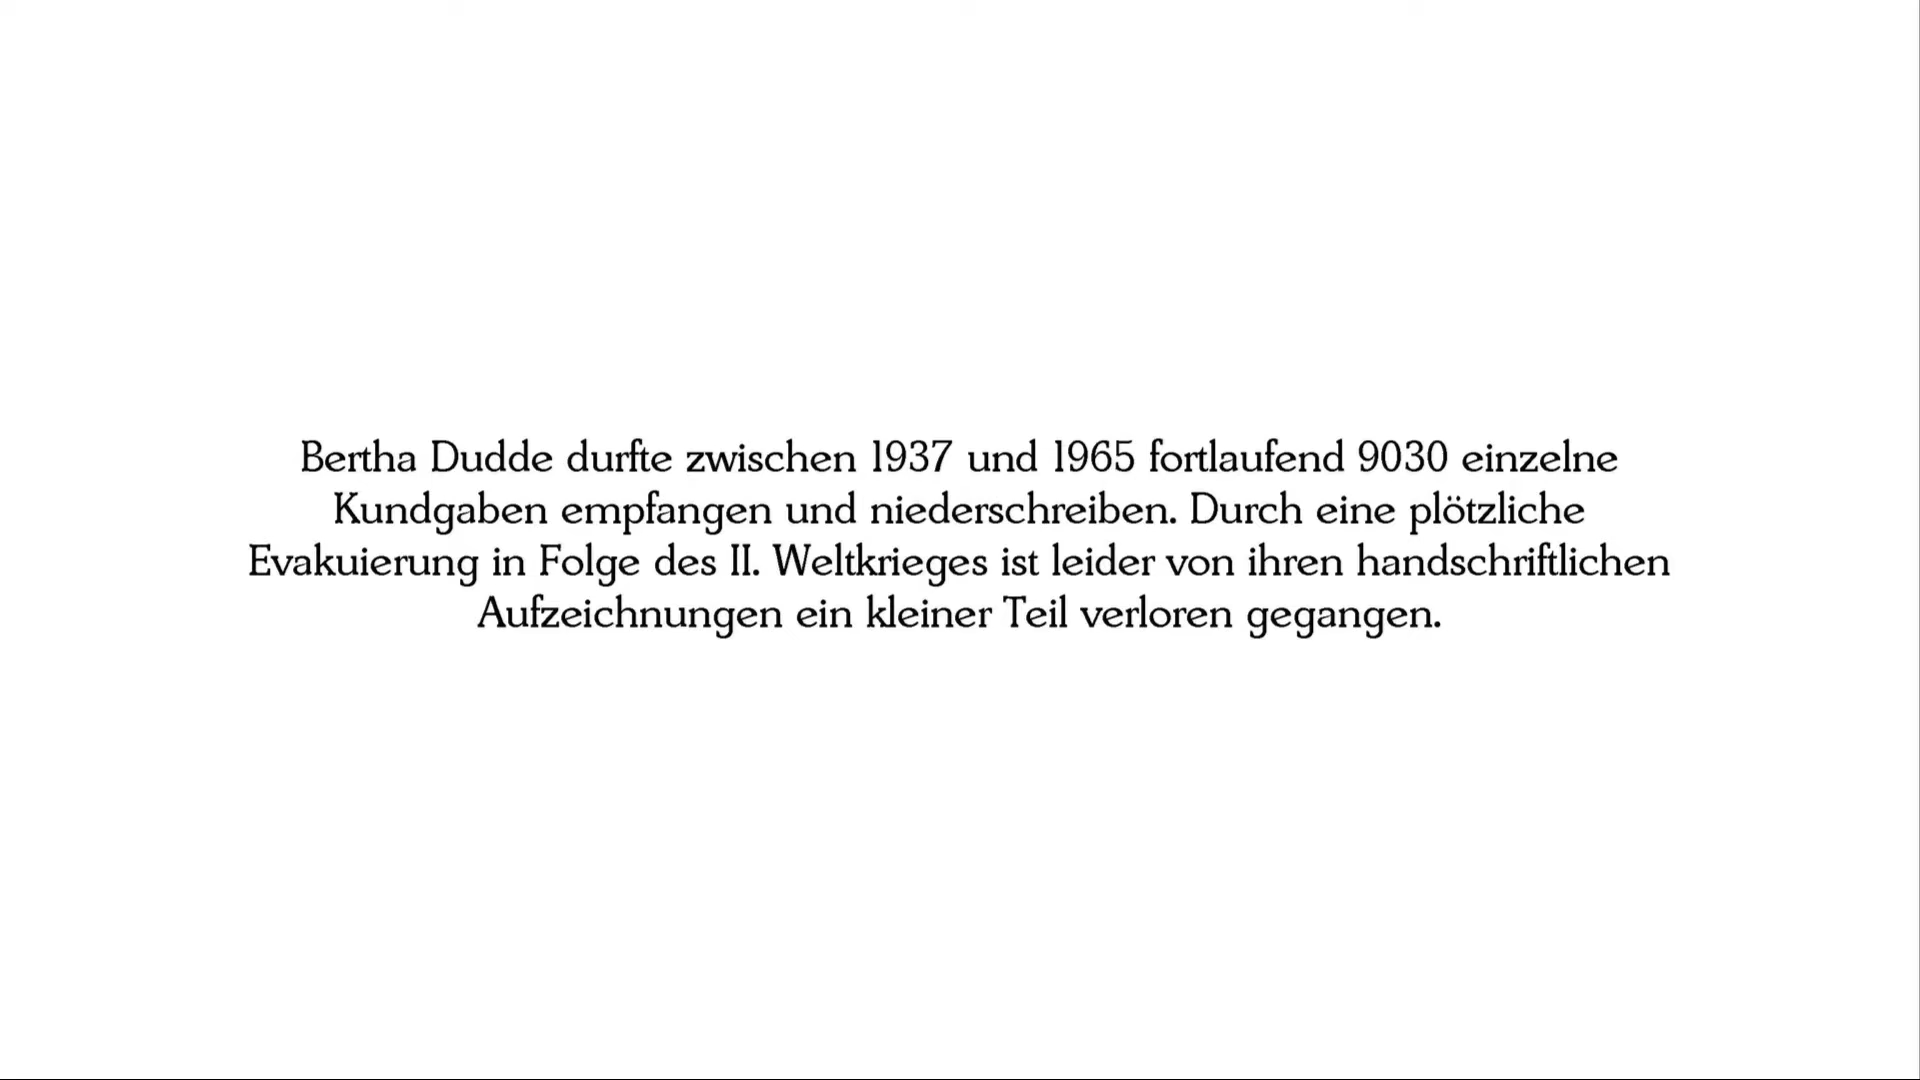 Bertha Dudde durfte zwischen 1937 und 1965 fortlaufend 9030 einzelne
Kundgaben empfangen und niederschreiben. Durch eine plötzliche
Evakuierung in Folge des II. Weltkrieges ist leider von ihren handschriftlichen
Aufzeichnungen ein kleiner Teil verloren gegangen.